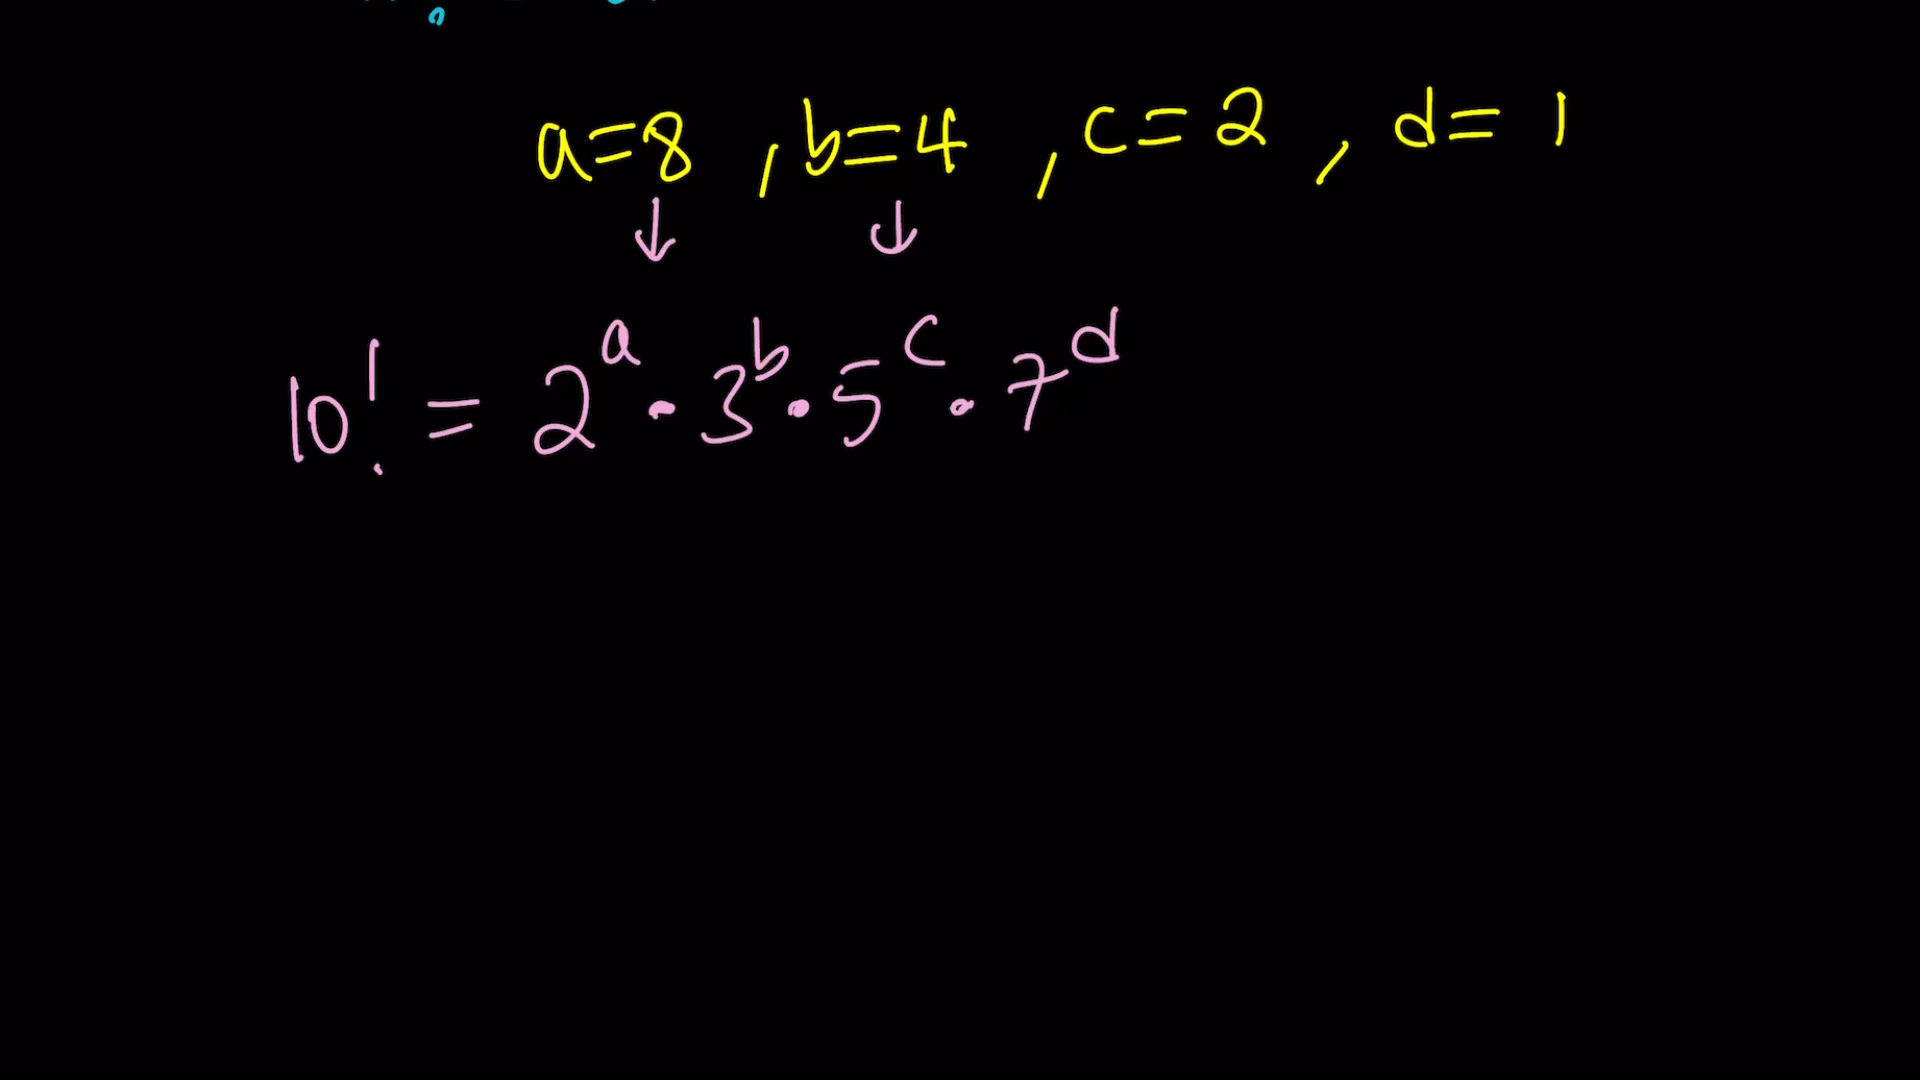 a=8 , b=4 , c=2 , d=1
↓ ↓
10! = 2^a · 3^b · 5^c · 7^d